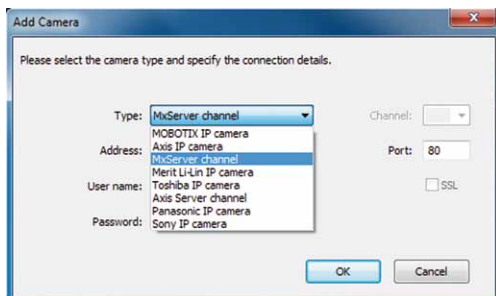 Add Camera
Please select the camera type and specify the connection details.
Type: MxServer channel Channel:
MOBOTIX IP camera
Axis IP camera
Address: Port: 80
MxServer channel
Merit Li-Lin IP camera
User name: Toshiba IP camera SSL
Axis Server channel
Panasonic IP camera
Password: Sony IP camera
OK Cancel